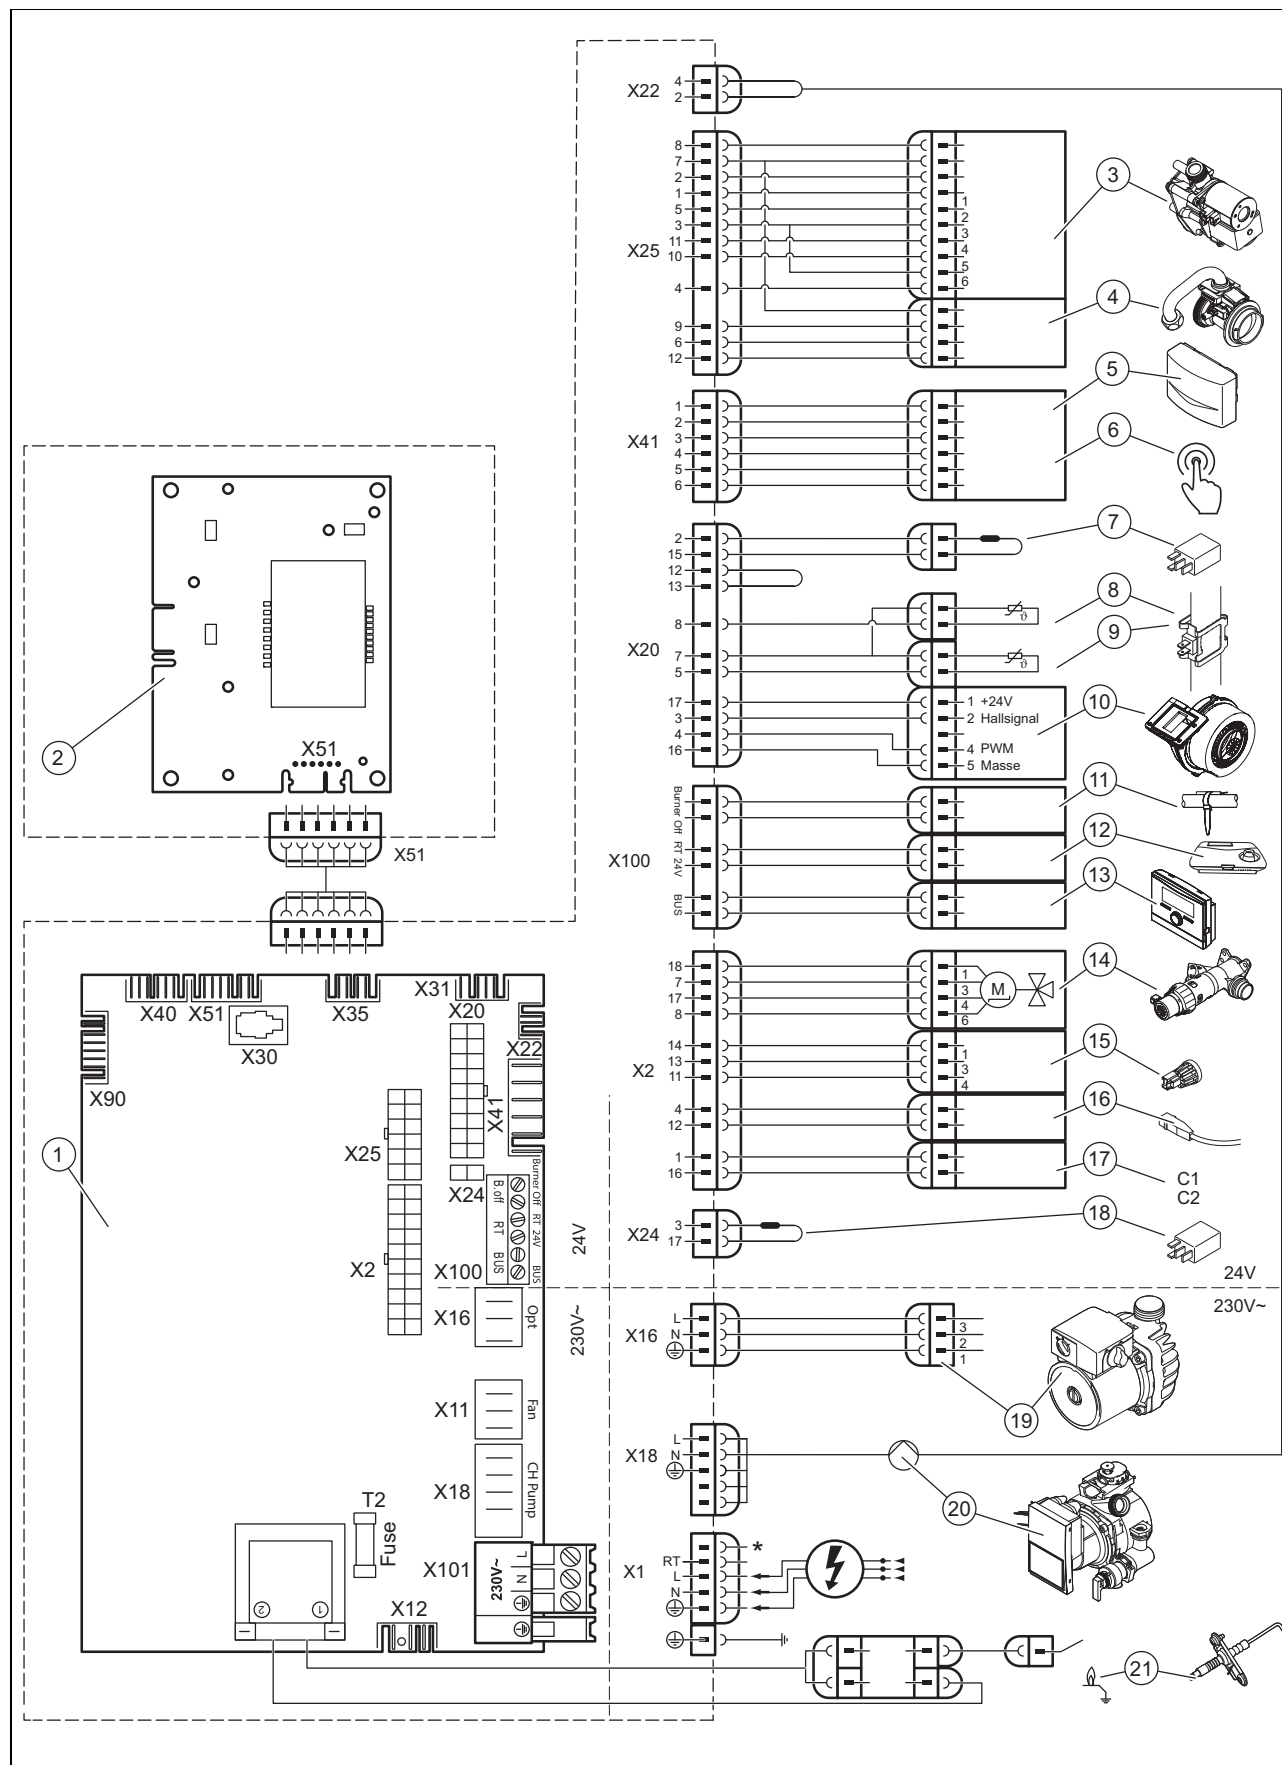 X22
4
2
X25
8
7
2
1
5
3
11
10
4
9
6
12
1
2
3
4
5
6
3
4
X41
1
2
3
4
5
6
5
6
X20
2
15
12
13
8
7
5
17
3
4
16
ϑ
ϑ
1 +24V
2 Hallsignal
4 PWM
5 Masse
7
8
9
10
X100
Burner Off
RT 24V
BUS
11
12
13
X2
18
7
17
8
14
13
11
4
12
1
16
1
3
4
6
M
1
3
4
14
15
16
17
C1
C2
X24
3
17
18
24V
230V~
X16
L
N
3
2
1
19
X18
L
N
20
X1
*
RT
L
N
21
2
X51
X51
1
X40
X51
X35
X31
X30
X20
X22
X90
X41
X25
X24
X2
X100
B.off
RT
BUS
Burner Off
RT 24V
BUS
24V
230V~
X16
Opt
X11
Fan
X18
CH Pump
T2
Fuse
X101
230V~
L
N
X12
2
1